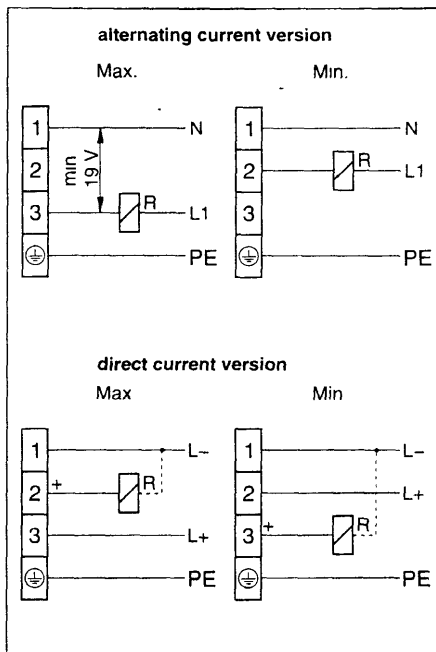 alternating current version
Max. Min.
1 N 1 N
min 19 V
2 2 R L1
3 R L1 3
PE PE
direct current version
Max Min
1 L- 1 L-
2 + R 2 L+
3 L+ 3 + R
PE PE